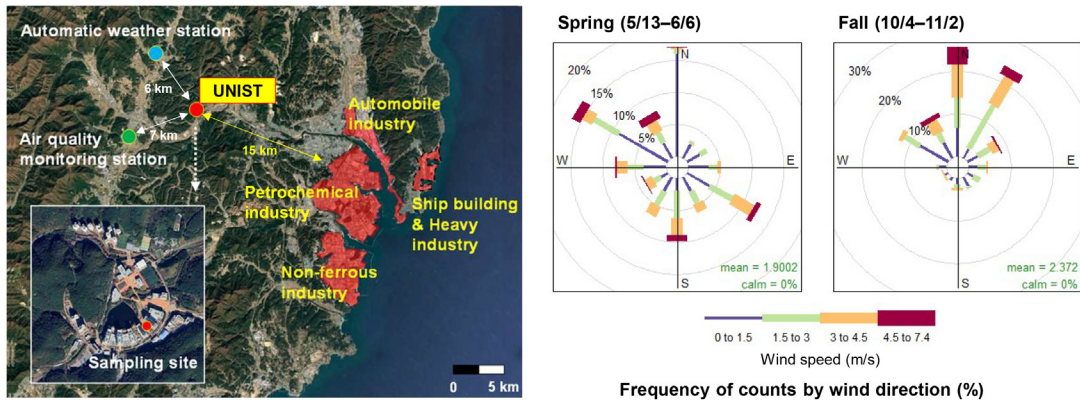 Automatic weather station
UNIST
6 km
Air quality
monitoring station
7 km
15 km
Automobile
industry
Petrochemical
industry
Ship building
& Heavy
industry
Non-ferrous
industry
Sampling site
0 5 km
Spring (5/13–6/6)
N
20%
15%
10%
5%
W
E
S
mean = 1.9002
calm = 0%
Fall (10/4–11/2)
N
30%
20%
10%
W
E
S
mean = 2.372
calm = 0%
0 to 1.5 1.5 to 3 3 to 4.5 4.5 to 7.4
Wind speed (m/s)
Frequency of counts by wind direction (%)